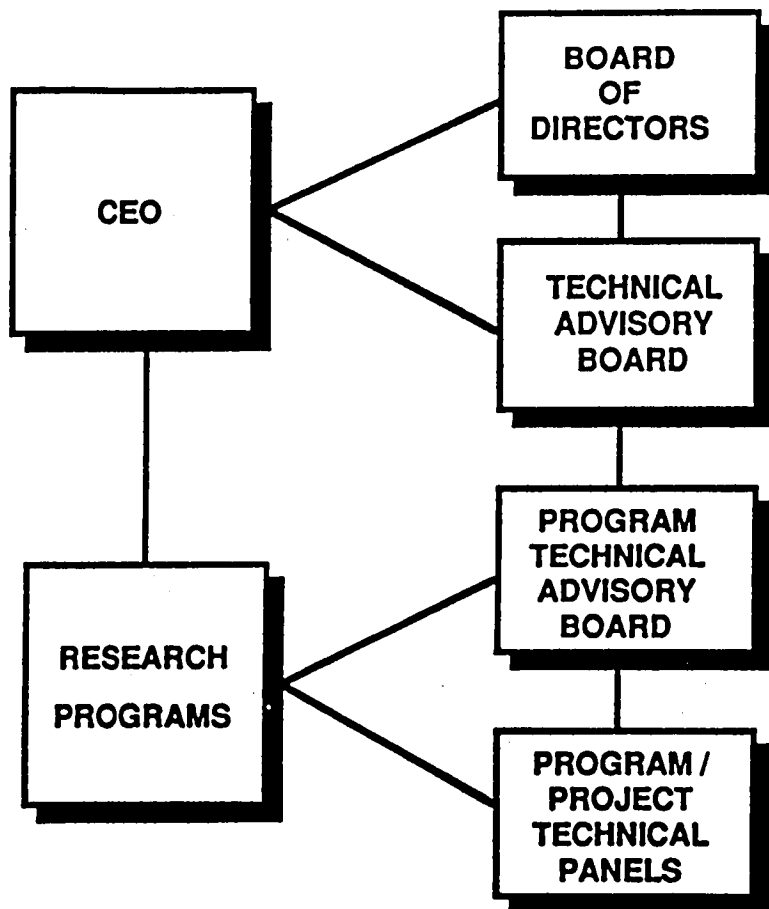 BOARD
OF
DIRECTORS
CEO
TECHNICAL
ADVISORY
BOARD
PROGRAM
TECHNICAL
ADVISORY
BOARD
RESEARCH
PROGRAMS
PROGRAM /
PROJECT
TECHNICAL
PANELS